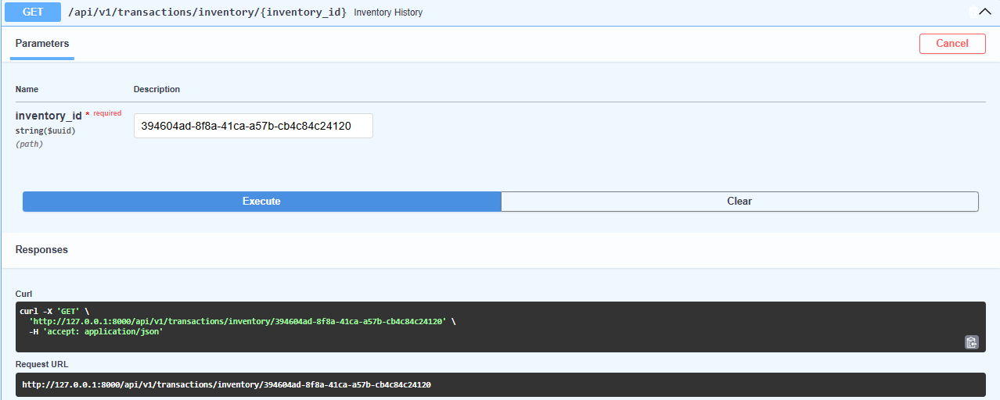 GET /api/v1/transactions/inventory/{inventory_id} Inventory History
Parameters
Cancel
Name Description
inventory_id * required
string($uuid)
(path)
394604ad-8f8a-41ca-a57b-cb4c84c24120
Execute Clear
Responses
Curl
curl -X 'GET' \
'http://127.0.0.1:8000/api/v1/transactions/inventory/394604ad-8f8a-41ca-a57b-cb4c84c24120' \
-H 'accept: application/json'
Request URL
http://127.0.0.1:8000/api/v1/transactions/inventory/394604ad-8f8a-41ca-a57b-cb4c84c24120